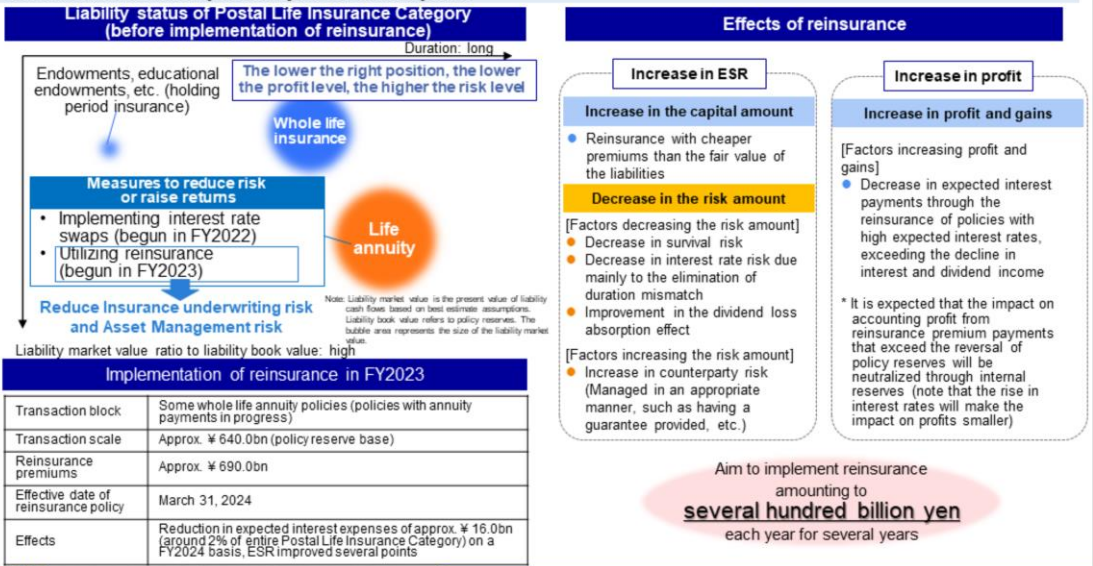 Liability status of Postal Life Insurance Category
(before implementation of reinsurance)
Duration: long
Endowments, educational
endowments, etc. (holding
period insurance)
The lower the right position, the lower
the profit level, the higher the risk level
Whole life
insurance
Measures to reduce risk
or raise returns
• Implementing interest rate
swaps (begun in FY2022)
• Utilizing reinsurance
(begun in FY2023)
Life
annuity
Reduce Insurance underwriting risk
and Asset Management risk
Note: Liability market value is the present value of liability
cash flows based on best estimate assumptions.
Liability book value refers to policy reserves. The
bubble area represents the size of the liability market
value.
Liability market value ratio to liability book value: high
Implementation of reinsurance in FY2023
Transaction block
Some whole life annuity policies (policies with annuity
payments in progress)
Transaction scale
Approx. ¥ 640.0bn (policy reserve base)
Reinsurance
premiums
Approx. ¥ 690.0bn
Effective date of
reinsurance policy
March 31, 2024
Effects
Reduction in expected interest expenses of approx. ¥ 16.0bn
(around 2% of entire Postal Life Insurance Category) on a
FY2024 basis, ESR improved several points
Effects of reinsurance
Increase in ESR
Increase in the capital amount
Reinsurance with cheaper
premiums than the fair value of
the liabilities
Decrease in the risk amount
[Factors decreasing the risk amount]
Decrease in survival risk
Decrease in interest rate risk due
mainly to the elimination of
duration mismatch
Improvement in the dividend loss
absorption effect
[Factors increasing the risk amount]
Increase in counterparty risk
(Managed in an appropriate
manner, such as having a
guarantee provided, etc.)
Increase in profit
Increase in profit and gains
[Factors increasing profit and
gains]
Decrease in expected interest
payments through the
reinsurance of policies with
high expected interest rates,
exceeding the decline in
interest and dividend income
* It is expected that the impact on
accounting profit from
reinsurance premium payments
that exceed the reversal of
policy reserves will be
neutralized through internal
reserves (note that the rise in
interest rates will make the
impact on profits smaller)
Aim to implement reinsurance
amounting to
several hundred billion yen
each year for several years